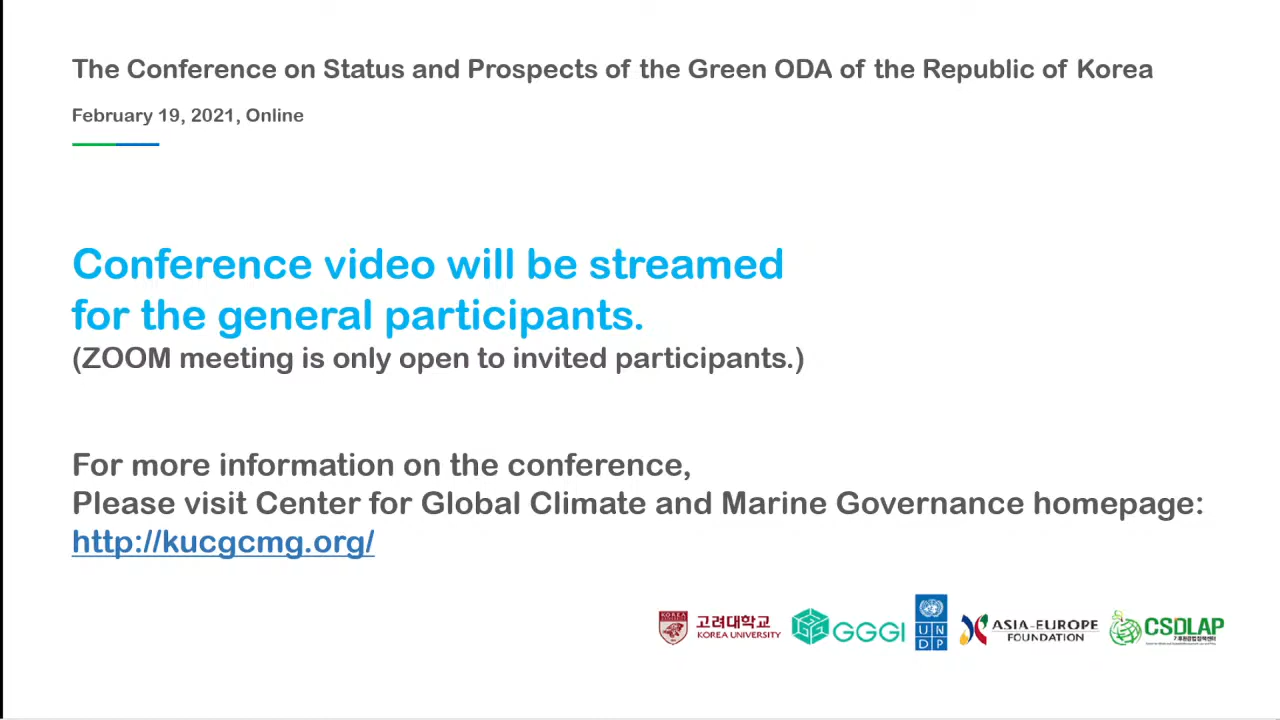 The Conference on Status and Prospects of the Green ODA of the Republic of Korea
February 19, 2021, Online
Conference video will be streamed
for the general participants.
(ZOOM meeting is only open to invited participants.)
For more information on the conference,
Please visit Center for Global Climate and Marine Governance homepage:
http://kucgcmg.org/
KOREA
고려대학교
KOREA UNIVERSITY
GGGI
UN
DP
ASIA-EUROPE
FOUNDATION
CSDLAP